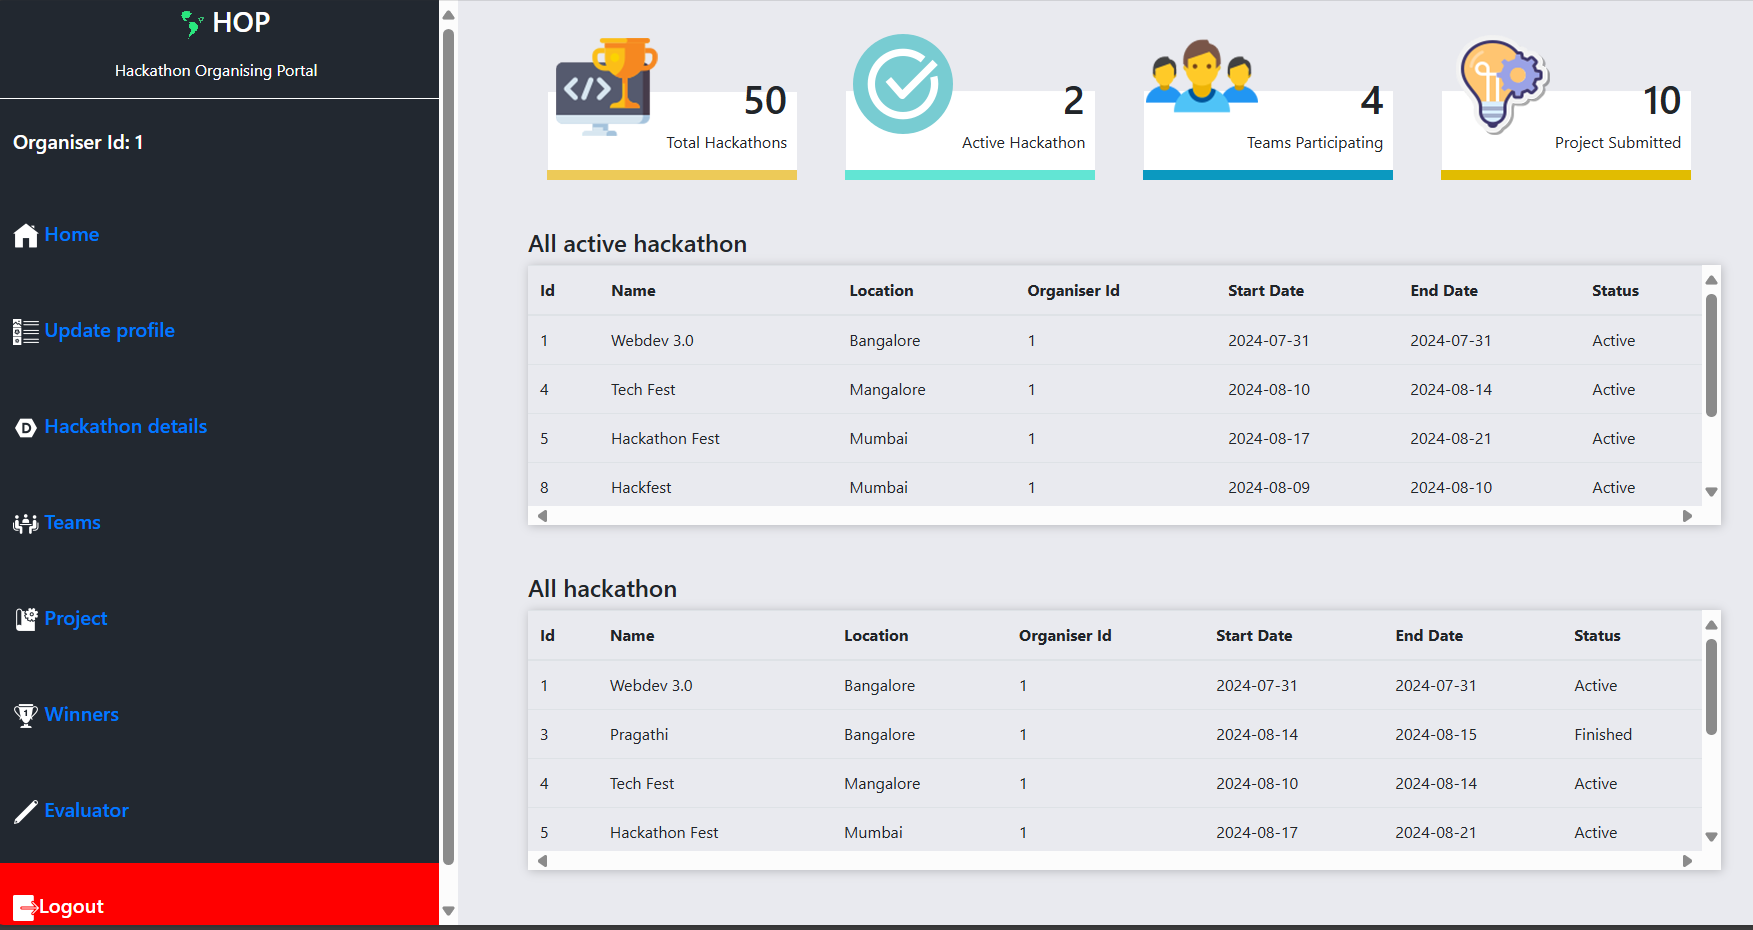 HOP
Hackathon Organising Portal
Organiser Id: 1
Home
Update profile
Hackathon details
Teams
Project
Winners
Evaluator
Logout
50
Total Hackathons
2
Active Hackathon
4
Teams Participating
10
Project Submitted
All active hackathon
Id Name Location Organiser Id Start Date End Date Status
1 Webdev 3.0 Bangalore 1 2024-07-31 2024-07-31 Active
4 Tech Fest Mangalore 1 2024-08-10 2024-08-14 Active
5 Hackathon Fest Mumbai 1 2024-08-17 2024-08-21 Active
8 Hackfest Mumbai 1 2024-08-09 2024-08-10 Active
All hackathon
Id Name Location Organiser Id Start Date End Date Status
1 Webdev 3.0 Bangalore 1 2024-07-31 2024-07-31 Active
3 Pragathi Bangalore 1 2024-08-14 2024-08-15 Finished
4 Tech Fest Mangalore 1 2024-08-10 2024-08-14 Active
5 Hackathon Fest Mumbai 1 2024-08-17 2024-08-21 Active